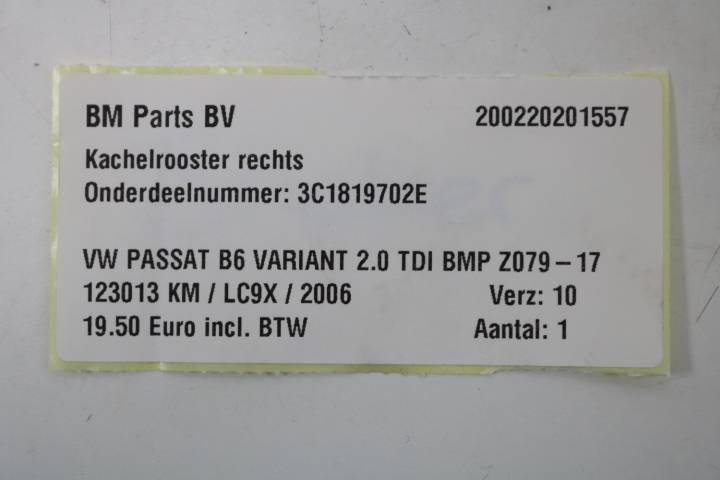 BM Parts BV 200220201557
Kachelrooster rechts
Onderdeelnummer: 3C1819702E
VW PASSAT B6 VARIANT 2.0 TDI BMP Z079-17
123013 KM / LC9X / 2006 Verz: 10
19.50 Euro incl. BTW Aantal: 1